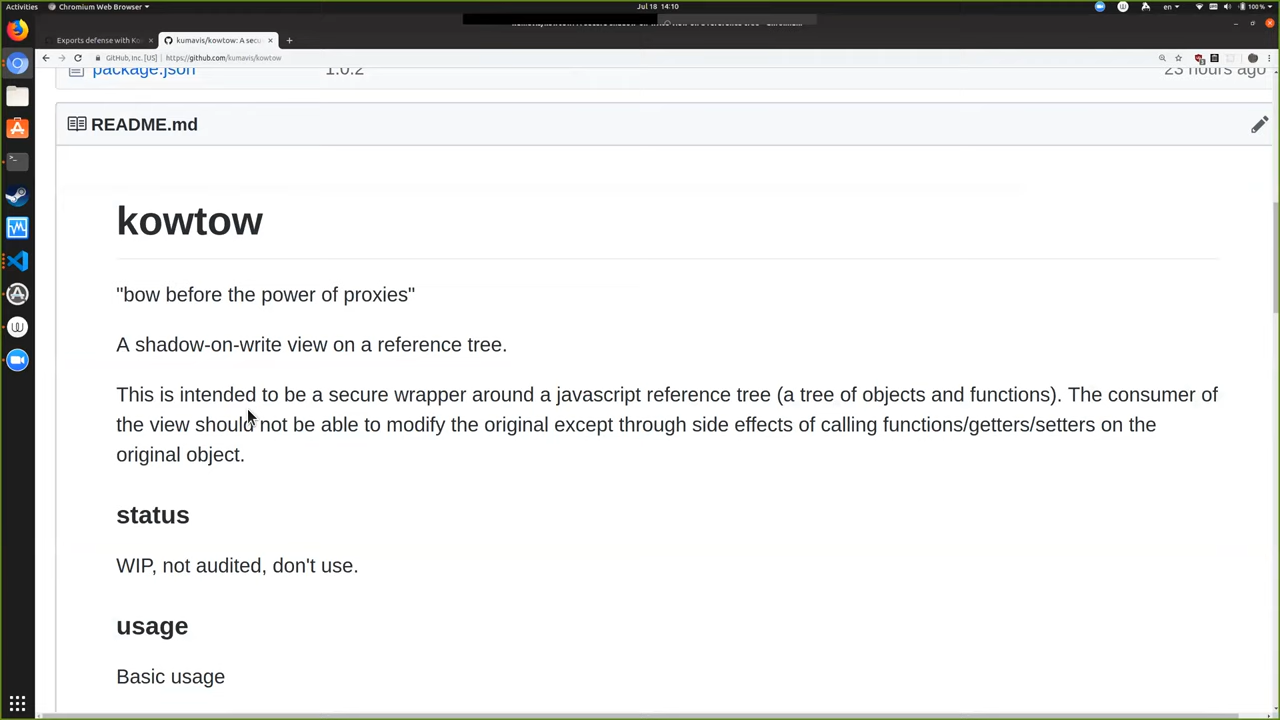 Activities
Chromium Web Browser
Jul 18 14:10
en
100 %
Exports defense with Ko
kumavis/kowtow: A secu
GitHub, Inc. [US]
https://github.com/kumavis/kowtow
package.json
1.0.2
23 hours ago
README.md
kowtow
"bow before the power of proxies"
A shadow-on-write view on a reference tree.
This is intended to be a secure wrapper around a javascript reference tree (a tree of objects and functions). The consumer of
the view should not be able to modify the original except through side effects of calling functions/getters/setters on the
original object.
status
WIP, not audited, don't use.
usage
Basic usage